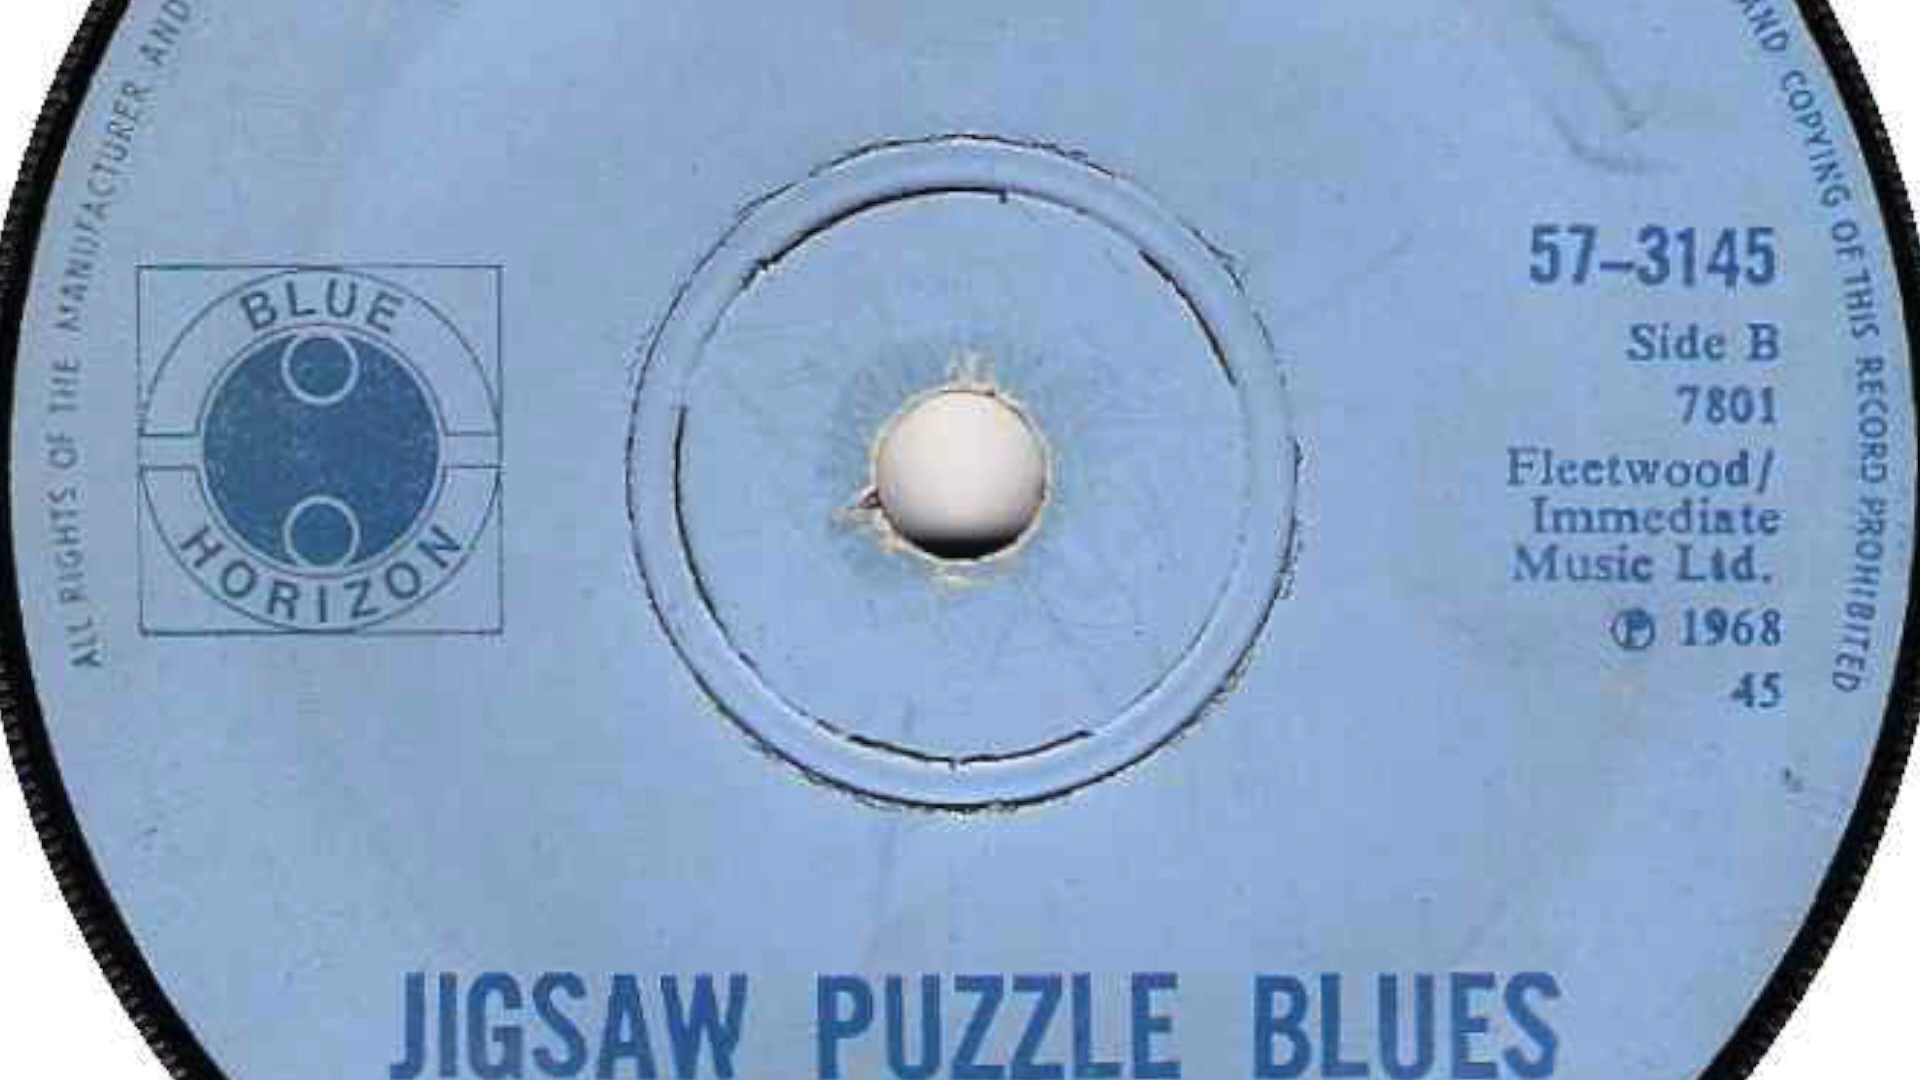 ALL RIGHTS OF THE MANUFACTURER AND
AND COPYING OF THIS RECORD PROHIBITED
BLUE
HORIZON
57-3145
Side B
7801
Fleetwood/
Immediate
Music Ltd.
℗ 1968
45
JIGSAW PUZZLE BLUES